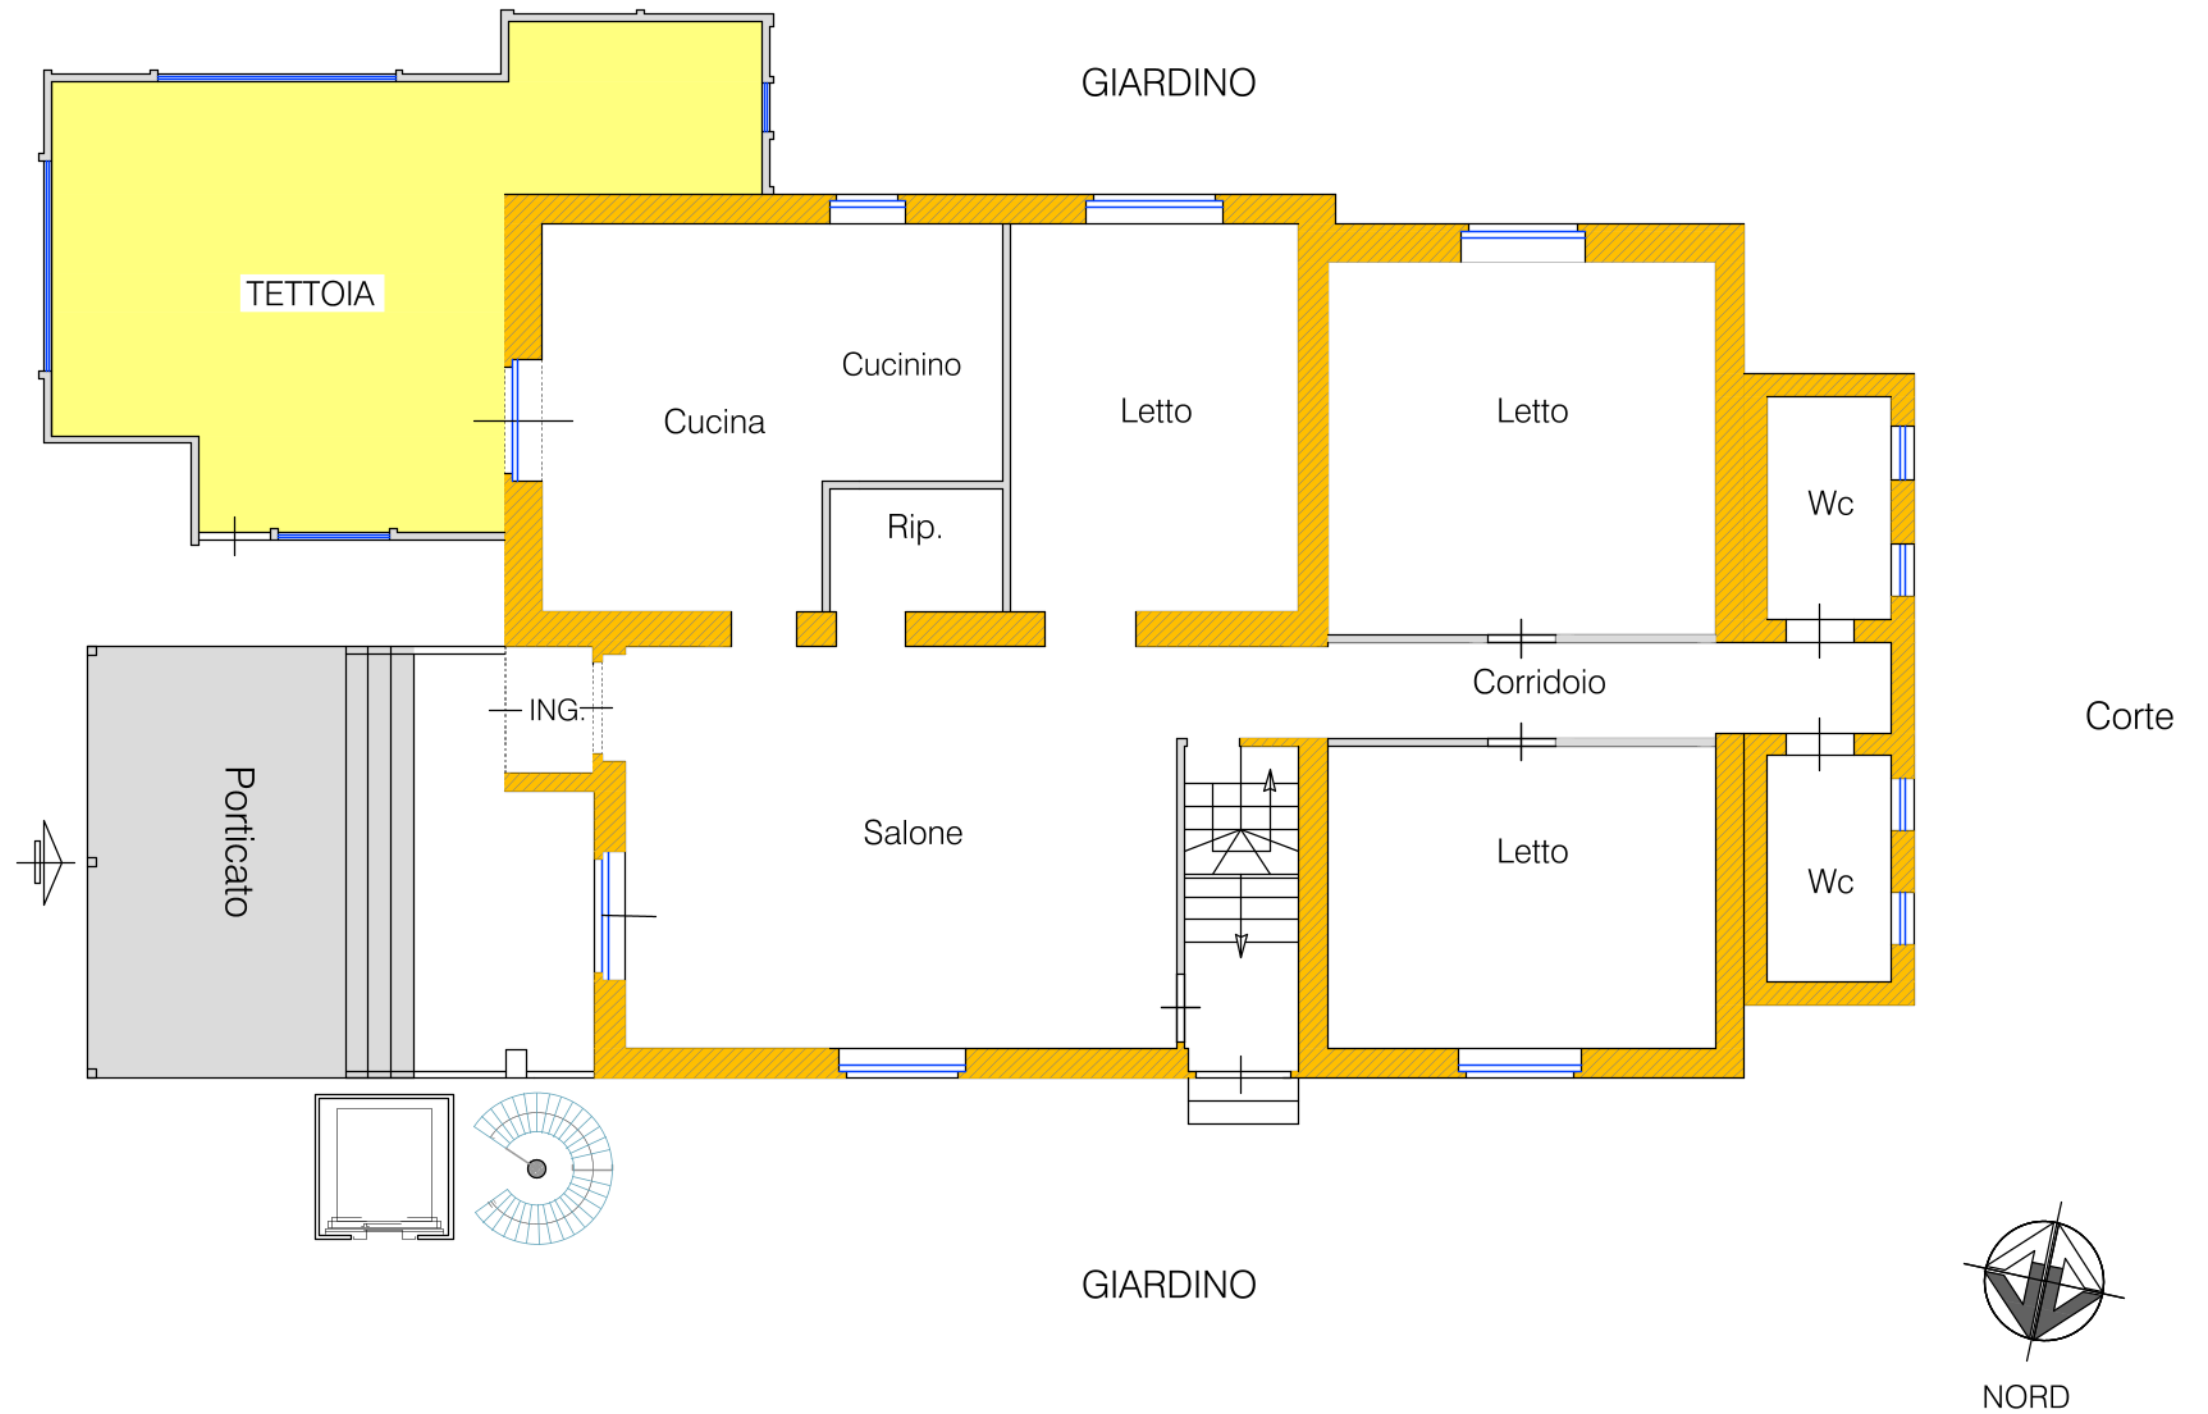 GIARDINO
TETTOIA
Cucinino
Cucina
Letto
Letto
Wc
Rip.
Corridoio
ING.
Corte
Porticato
Salone
Letto
Wc
GIARDINO
NORD